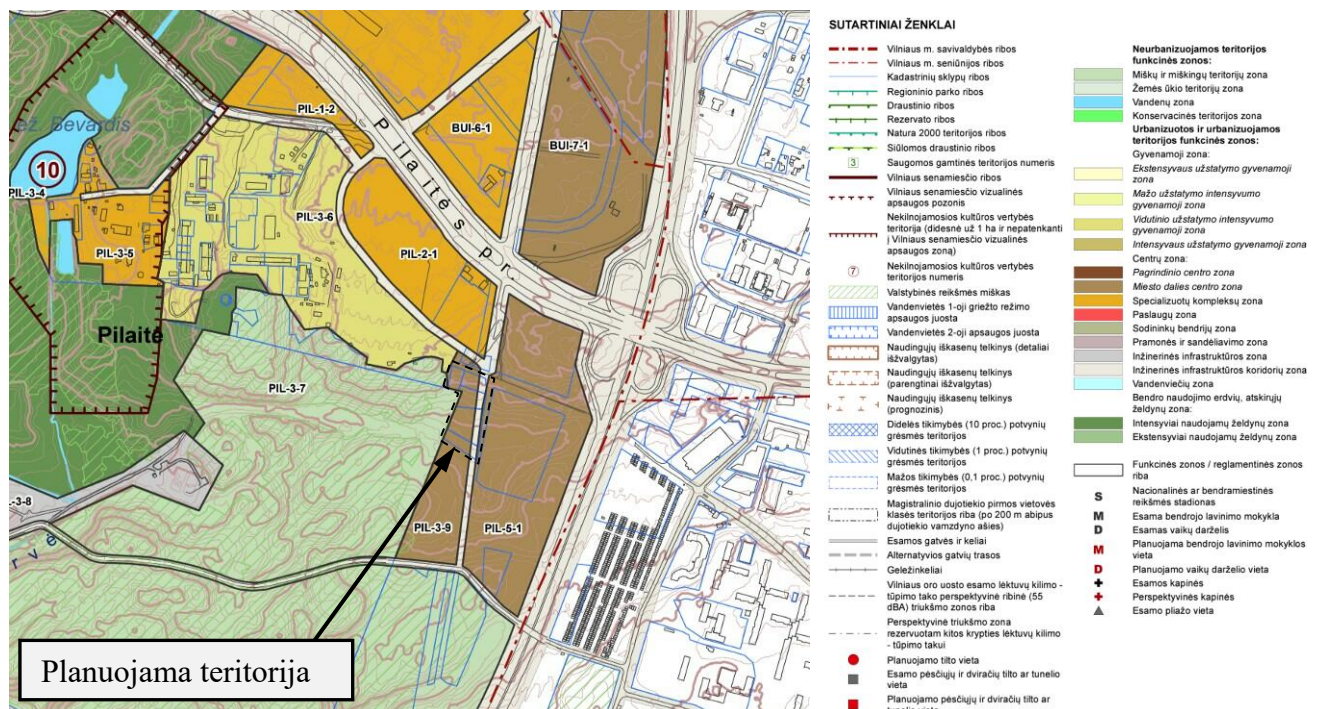 PIL-1-2
BUI-6-1
BUI-7-1
Pilaitės pr.
ež. Bevardis
10
PIL-3-4
PIL-3-6
PIL-3-5
PIL-2-1
Pilaitė
PIL-3-7
PIL-3-9
PIL-5-1
Planuojama teritorija
SUTARTINIAI ŽENKLAI
Vilniaus m. savivaldybės ribos
Vilniaus m. seniūnijos ribos
Kadastrinių sklypų ribos
Regioninio parko ribos
Draustinio ribos
Rezervato ribos
Natura 2000 teritorijos ribos
Siūlomos draustinio ribos
3
Saugomos gamtinės teritorijos numeris
Vilniaus senamiesčio ribos
Vilniaus senamiesčio vizualinės
apsaugos pozonis
Nekilnojamosios kultūros vertybės
teritorija (didesnė už 1 ha ir nepatenkanti
į Vilniaus senamiesčio vizualinės
apsaugos zoną)
7
Nekilnojamosios kultūros vertybės
teritorijos numeris
Valstybinės reikšmės miškas
Vandenvietės 1-oji griežto režimo
apsaugos juosta
Vandenvietės 2-oji apsaugos juosta
Naudingųjų iškasenų telkinys (detaliai
išžvalgytas)
Naudingųjų iškasenų telkinys
(parengtinai išžvalgytas)
Naudingųjų iškasenų telkinys
(prognozinis)
Didelės tikimybės (10 proc.) potvynių
grėsmės teritorijos
Vidutinės tikimybės (1 proc.) potvynių
grėsmės teritorijos
Mažos tikimybės (0,1 proc.) potvynių
grėsmės teritorijos
Magistralinio dujotiekio pirmos vietovės
klasės teritorijos riba (po 200 m abipus
dujotiekio vamzdyno ašies)
Esamos gatvės ir keliai
Alternatyvios gatvių trasos
Geležinkeliai
Vilniaus oro uosto esamo lėktuvų kilimo -
tūpimo tako perspektyvinė ribinė (55
dBA) triukšmo zonos riba
Perspektyvinė triukšmo zona
rezervuotam kitos krypties lėktuvų kilimo
- tūpimo takui
Planuojamo tilto vieta
Esamo pėsčiųjų ir dviračių tilto ar tunelio
vieta
Planuojamo pėsčiųjų ir dviračių tilto ar
Neurbanizuojamos teritorijos
funkcinės zonos:
Miškų ir miškingų teritorijų zona
Žemės ūkio teritorijų zona
Vandenų zona
Konservacinės teritorijos zona
Urbanizuotos ir urbanizuojamos
teritorijos funkcinės zonos:
Gyvenamoji zona:
Ekstensyvaus užstatymo gyvenamoji
zona
Mažo užstatymo intensyvumo
gyvenamoji zona
Vidutinio užstatymo intensyvumo
gyvenamoji zona
Intensyvaus užstatymo gyvenamoji zona
Centrų zona:
Pagrindinio centro zona
Miesto dalies centro zona
Specializuotų kompleksų zona
Paslaugų zona
Sodininkų bendrijų zona
Pramonės ir sandėliavimo zona
Inžinerinės infrastruktūros zona
Inžinerinės infrastruktūros koridorių zona
Vandenviečių zona
Bendro naudojimo erdvių, atskirųjų
želdynų zona:
Intensyviai naudojamų želdynų zona
Ekstensyviai naudojamų želdynų zona
Funkcinės zonos / reglamentinės zonos
riba
S
Nacionalinės ar bendramiestinės
reikšmės stadionas
M
Esama bendrojo lavinimo mokykla
D
Esamas vaikų darželis
M
Planuojama bendrojo lavinimo mokyklos
vieta
D
Planuojamo vaikų darželio vieta
Esamos kapinės
Perspektyvinės kapinės
Esamo pliažo vieta